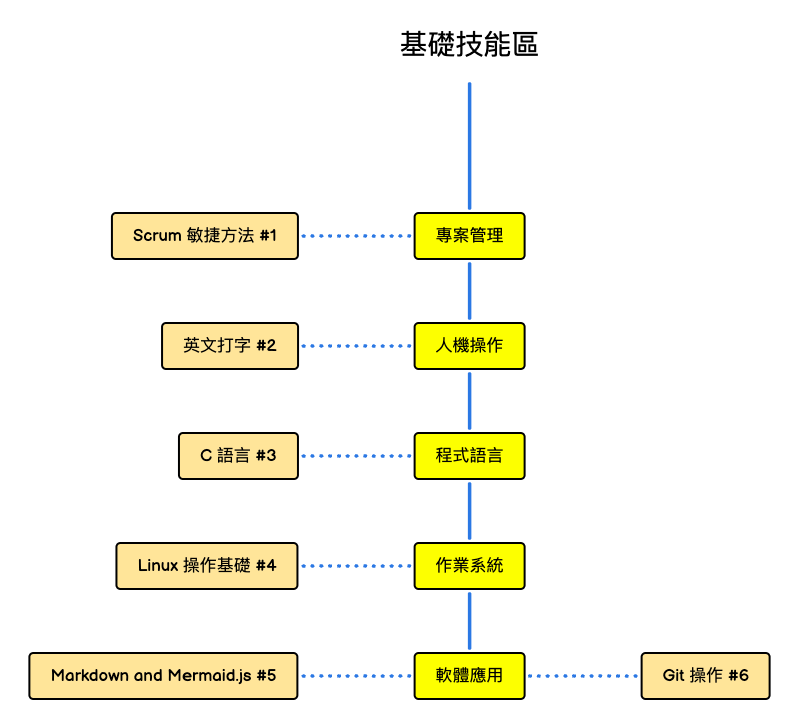 基礎技能區
Scrum 敏捷方法 #1
專案管理
英文打字 #2
人機操作
C 語言 #3
程式語言
Linux 操作基礎 #4
作業系統
Markdown and Mermaid.js #5
軟體應用
Git 操作 #6